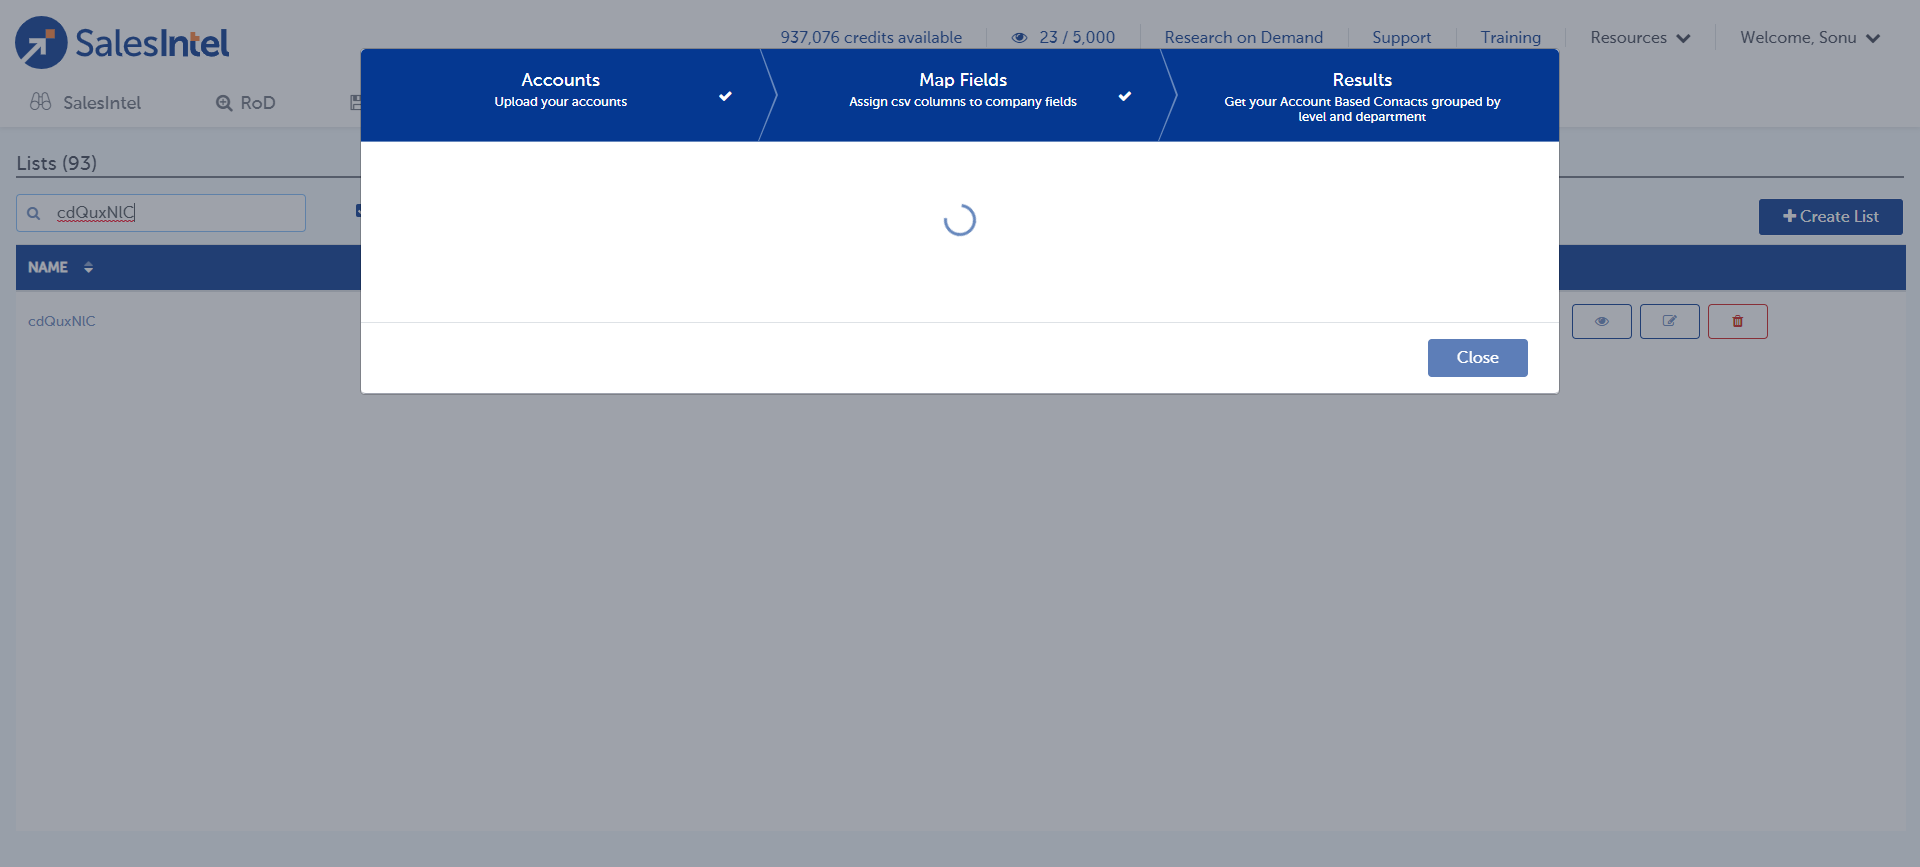 SalesIntel
937,076 credits available
23 / 5,000
Research on Demand
Support
Training
Resources
Welcome, Sonu
Accounts
Upload your accounts
Map Fields
Assign csv columns to company fields
Results
Get your Account Based Contacts grouped by
level and department
SalesIntel
RoD
Lists (93)
cdQuxNlC
Create List
NAME
cdQuxNlC
Close